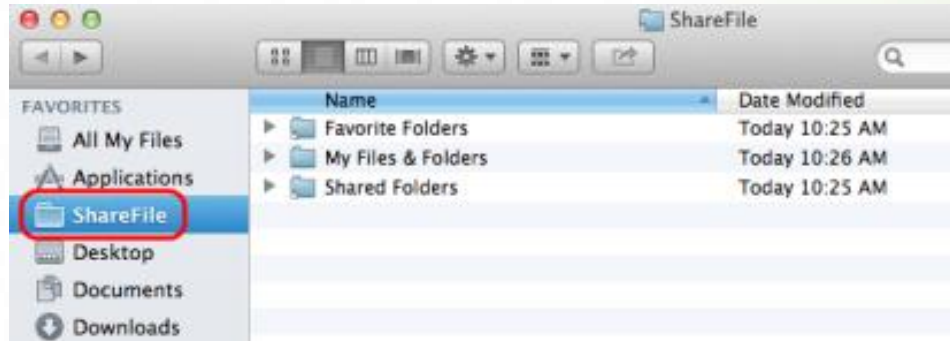 ShareFile
FAVORITES
All My Files
Applications
ShareFile
Desktop
Documents
Downloads
Name Date Modified
Favorite Folders Today 10:25 AM
My Files & Folders Today 10:26 AM
Shared Folders Today 10:25 AM